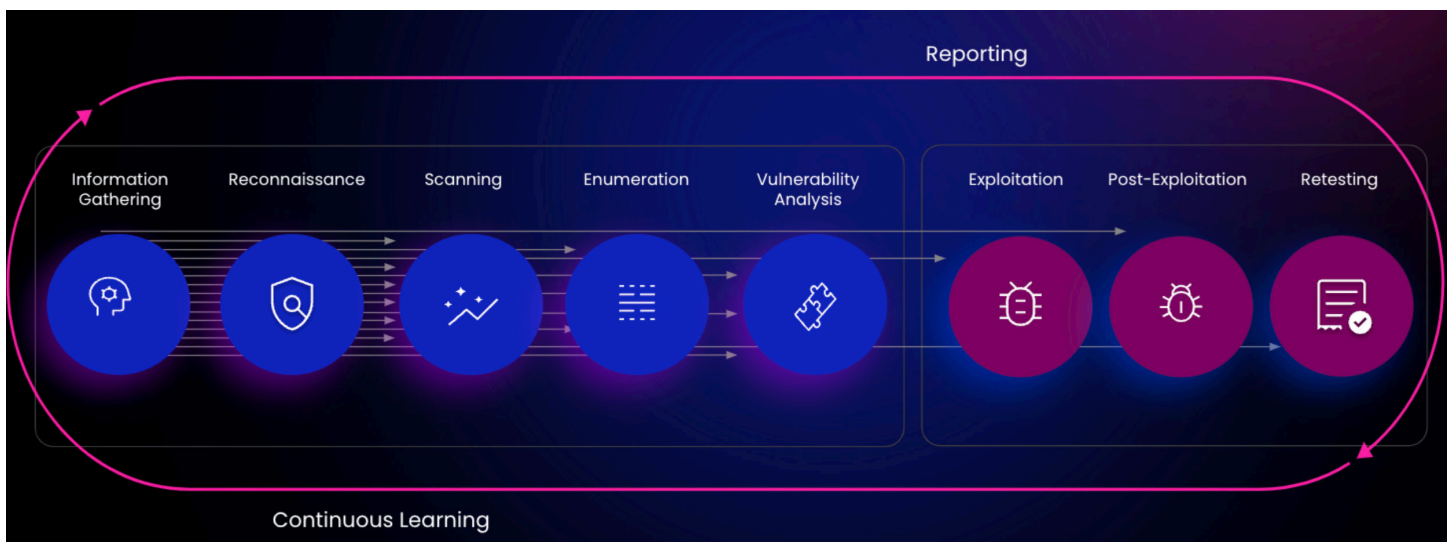 Reporting
Information
Gathering
Reconnaissance
Scanning
Enumeration
Vulnerability
Analysis
Exploitation
Post-Exploitation
Retesting
Continuous Learning